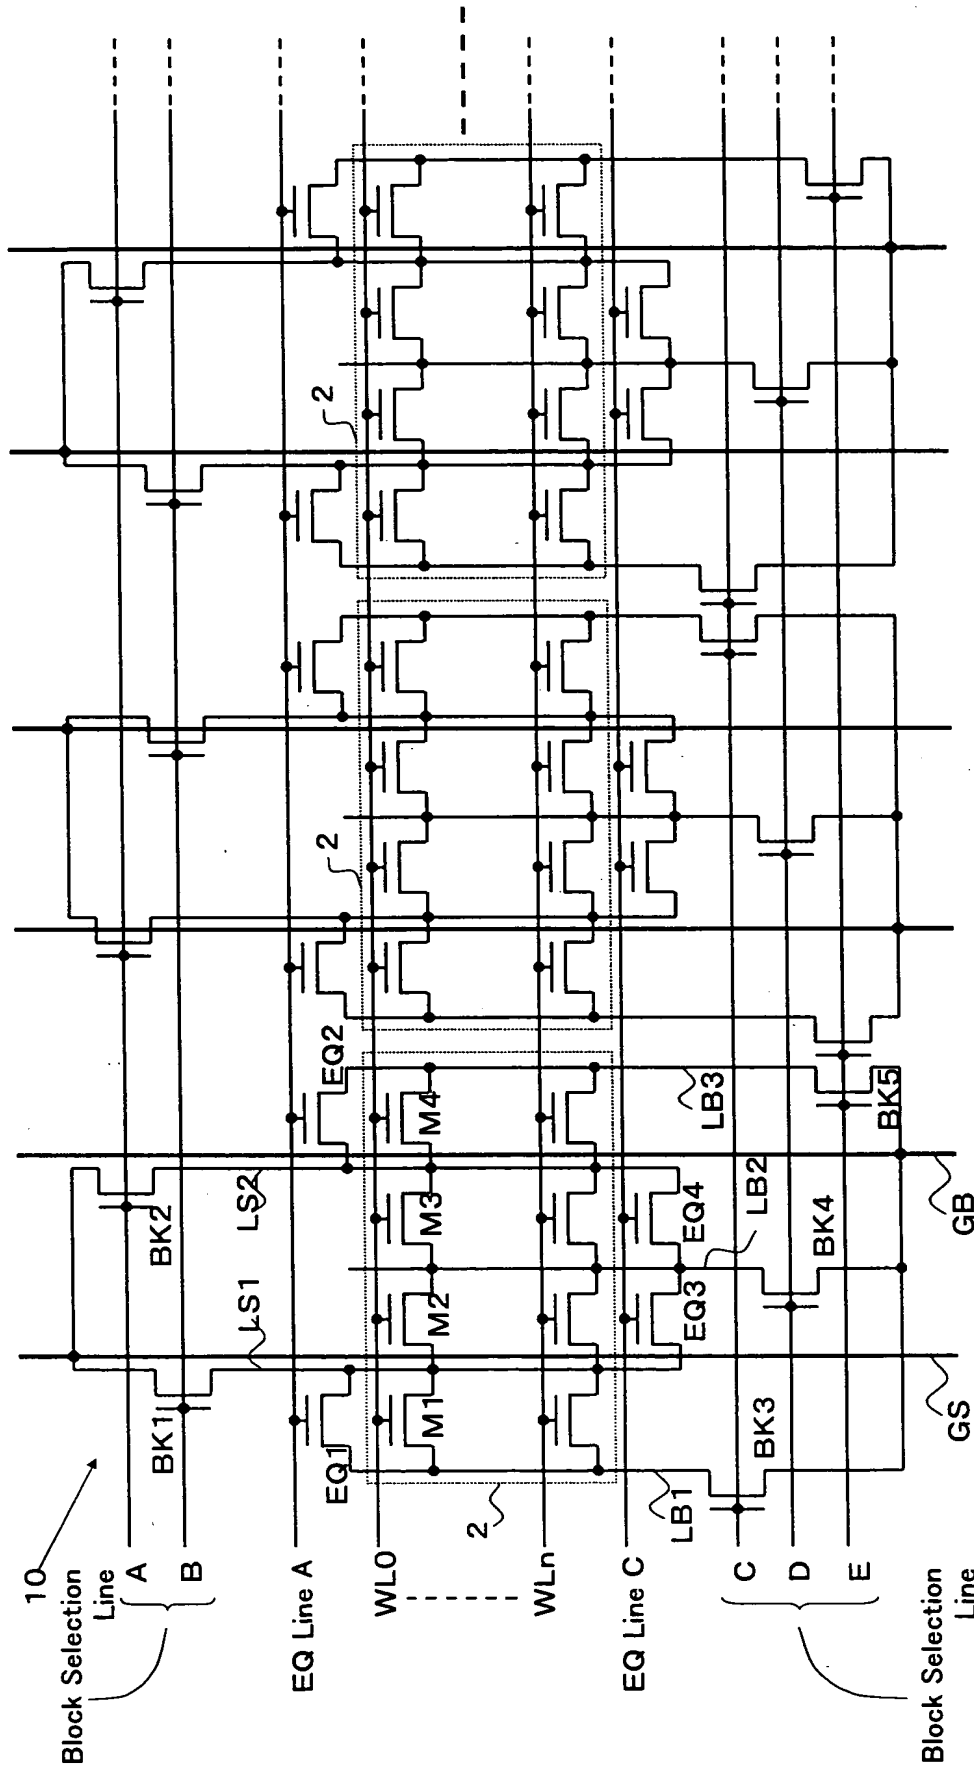 10
Block Selection
Line
A
B
EQ Line A
WL0
WLn
EQ Line C
C
D
E
Block Selection
Line
BK1
LS1
BK2
LS2
EQ1
EQ2
M1
M2
M3
M4
2
2
2
EQ3
EQ4
LB1
LB2
LB3
BK3
BK4
BK5
GS
GB